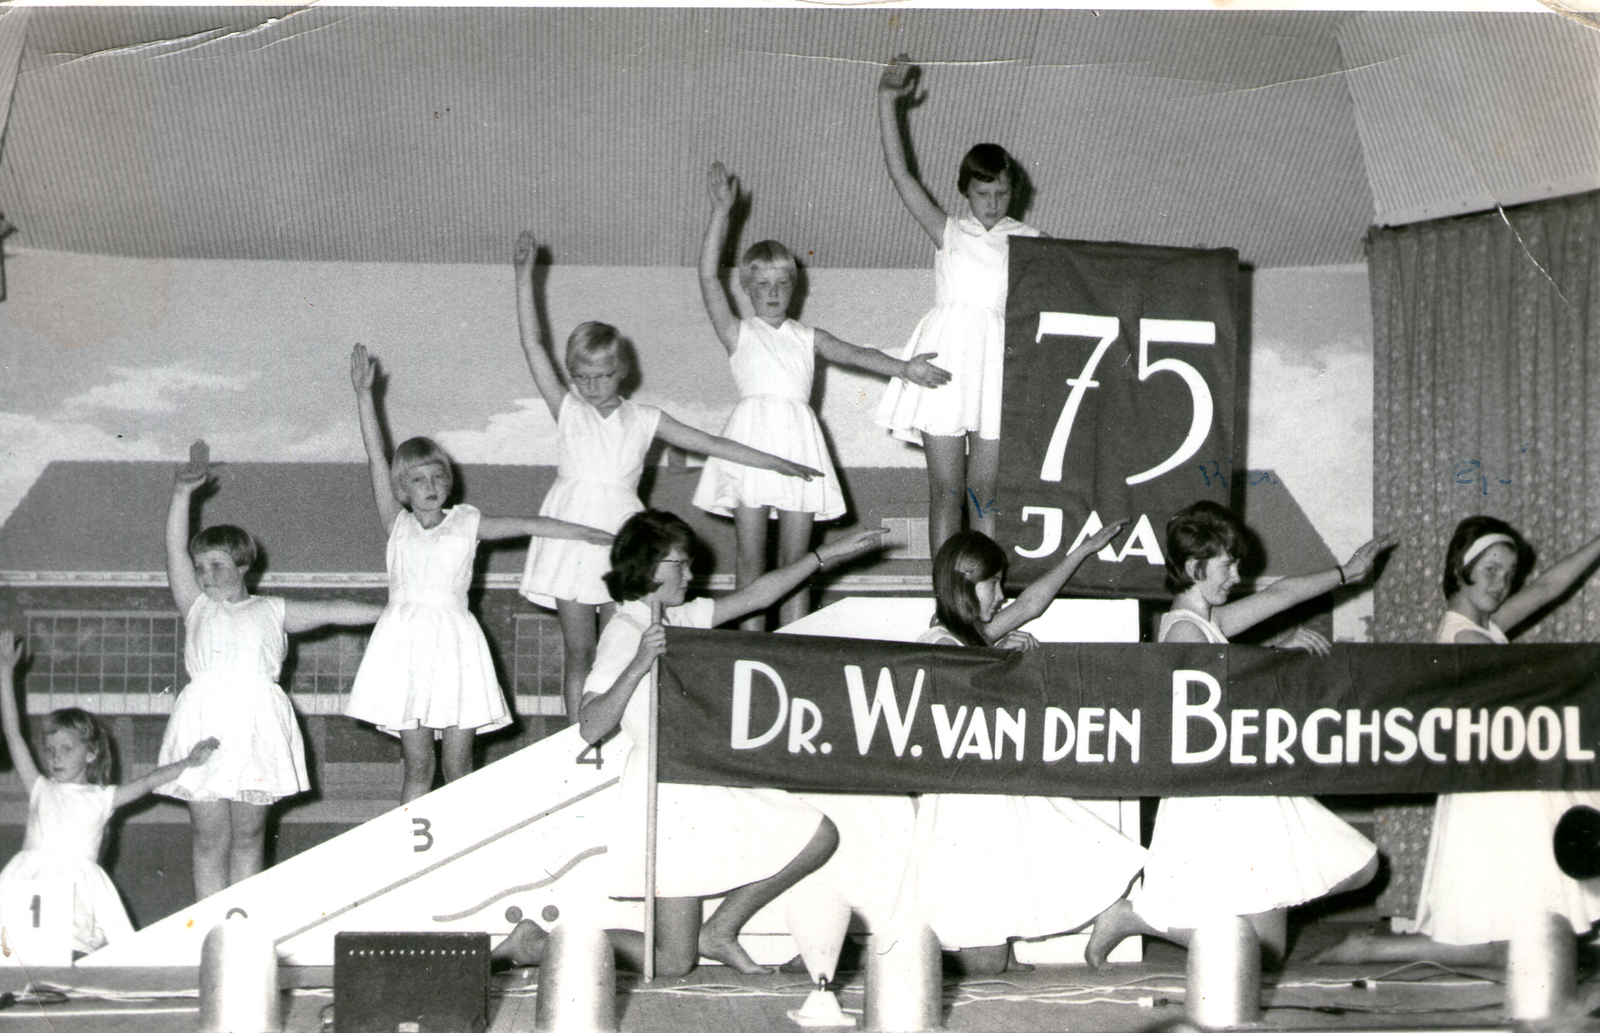 75
JAA
DR. W. VAN DEN BERGHSCHOOL
4
3
1